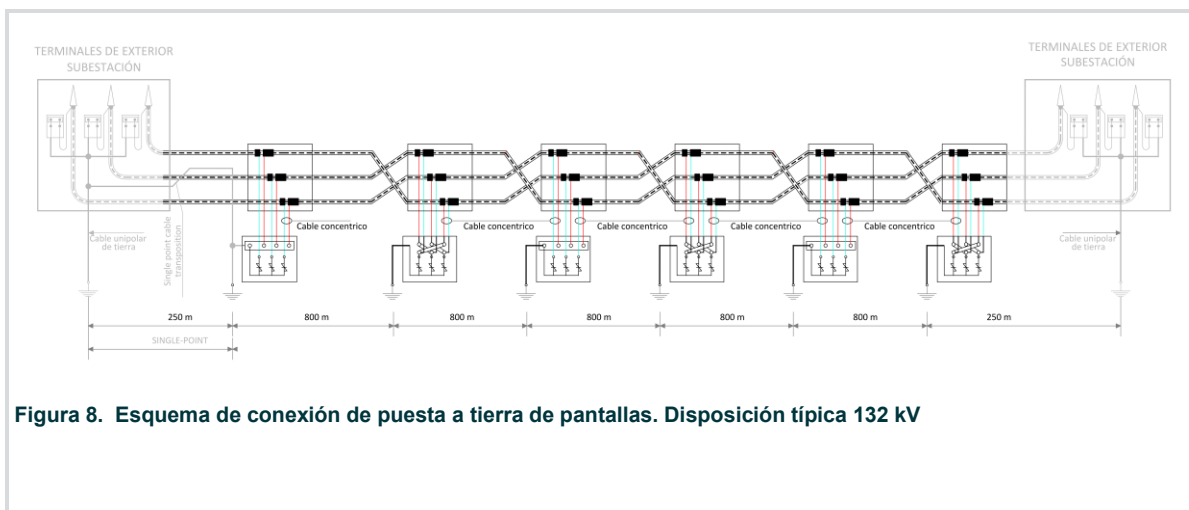 TERMINALES DE EXTERIOR
SUBESTACIÓN
TERMINALES DE EXTERIOR
SUBESTACIÓN
Cable unipolar
de tierra
Single point cable
transposition
Cable concentrico
Cable concentrico
Cable concentrico
Cable concentrico
Cable concentrico
Cable unipolar
de tierra
250 m
800 m
800 m
800 m
800 m
800 m
250 m
SINGLE-POINT
Figura 8. Esquema de conexión de puesta a tierra de pantallas. Disposición típica 132 kV